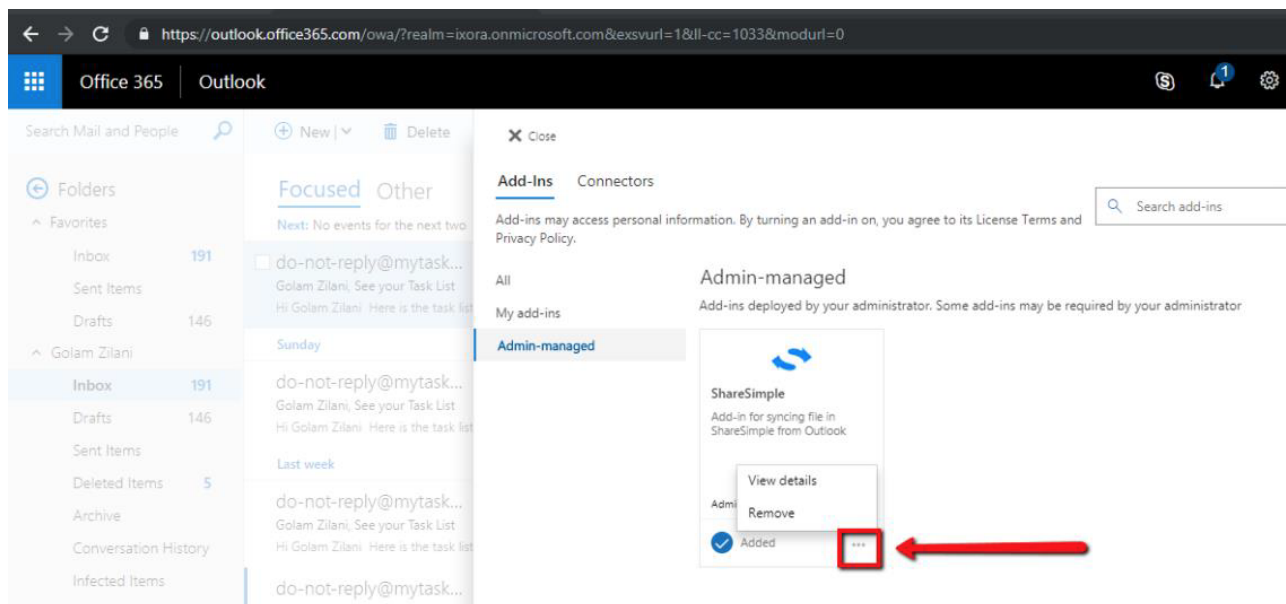 https://outlook.office365.com/owa/?realm=ixora.onmicrosoft.com&exsvurl=1&ll-cc=1033&modurl=0
Office 365 Outlook
1
Search Mail and People
New
Delete
Folders
Favorites
Inbox 191
Sent Items
Drafts 146
Golam Zilani
Inbox 191
Drafts 146
Sent Items
Deleted Items 5
Archive
Conversation History
Infected Items
Focused Other
Next: No events for the next two
do-not-reply@mytask...
Golam Zilani, See your Task List
Hi Golam Zilani Here is the task list
Sunday
do-not-reply@mytask...
Golam Zilani, See your Task List
Hi Golam Zilani Here is the task list
Last week
do-not-reply@mytask...
Golam Zilani, See your Task List
Hi Golam Zilani Here is the task list
do-not-reply@mytask...
Close
Add-Ins Connectors
Add-ins may access personal information. By turning an add-in on, you agree to its License Terms and
Privacy Policy.
Search add-ins
All
My add-ins
Admin-managed
Admin-managed
Add-ins deployed by your administrator. Some add-ins may be required by your administrator
ShareSimple
Add-in for syncing file in
ShareSimple from Outlook
View details
Admi
Remove
Added